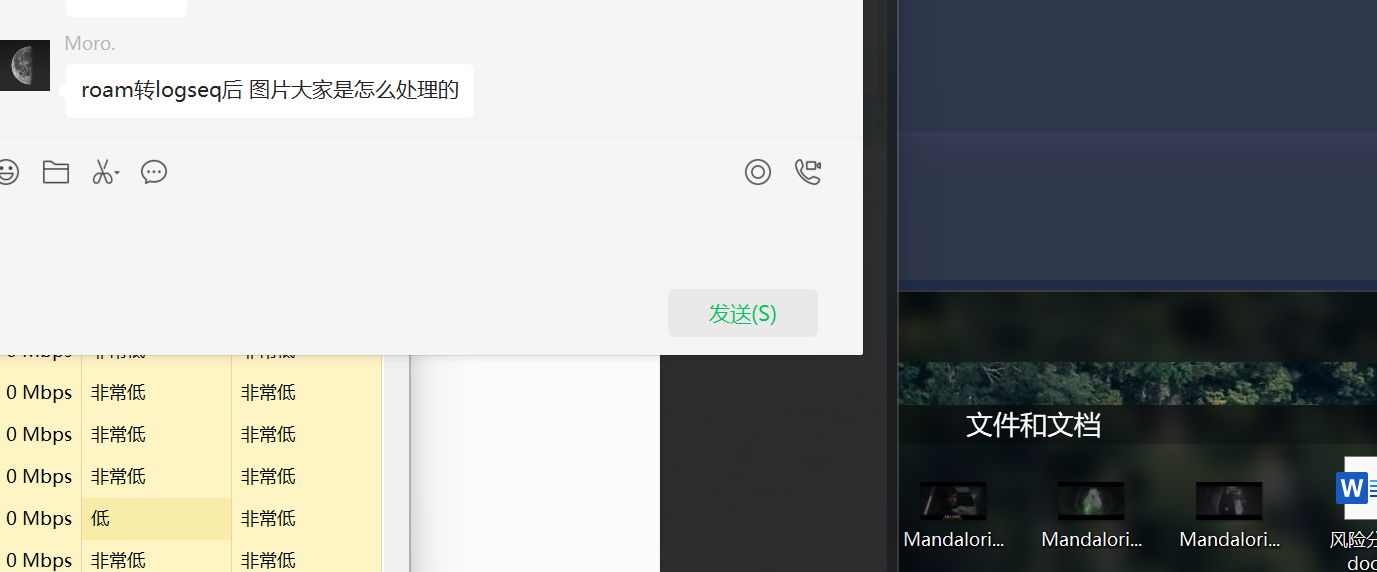 Moro.
roam转logseq后 图片大家是怎么处理的
发送(S)
0 Mbps 非常低 非常低
0 Mbps 非常低 非常低
0 Mbps 非常低 非常低
0 Mbps 低 非常低
0 Mbps 非常低 非常低
文件和文档
W
Mandalori... Mandalori... Mandalori... 风险分
doc